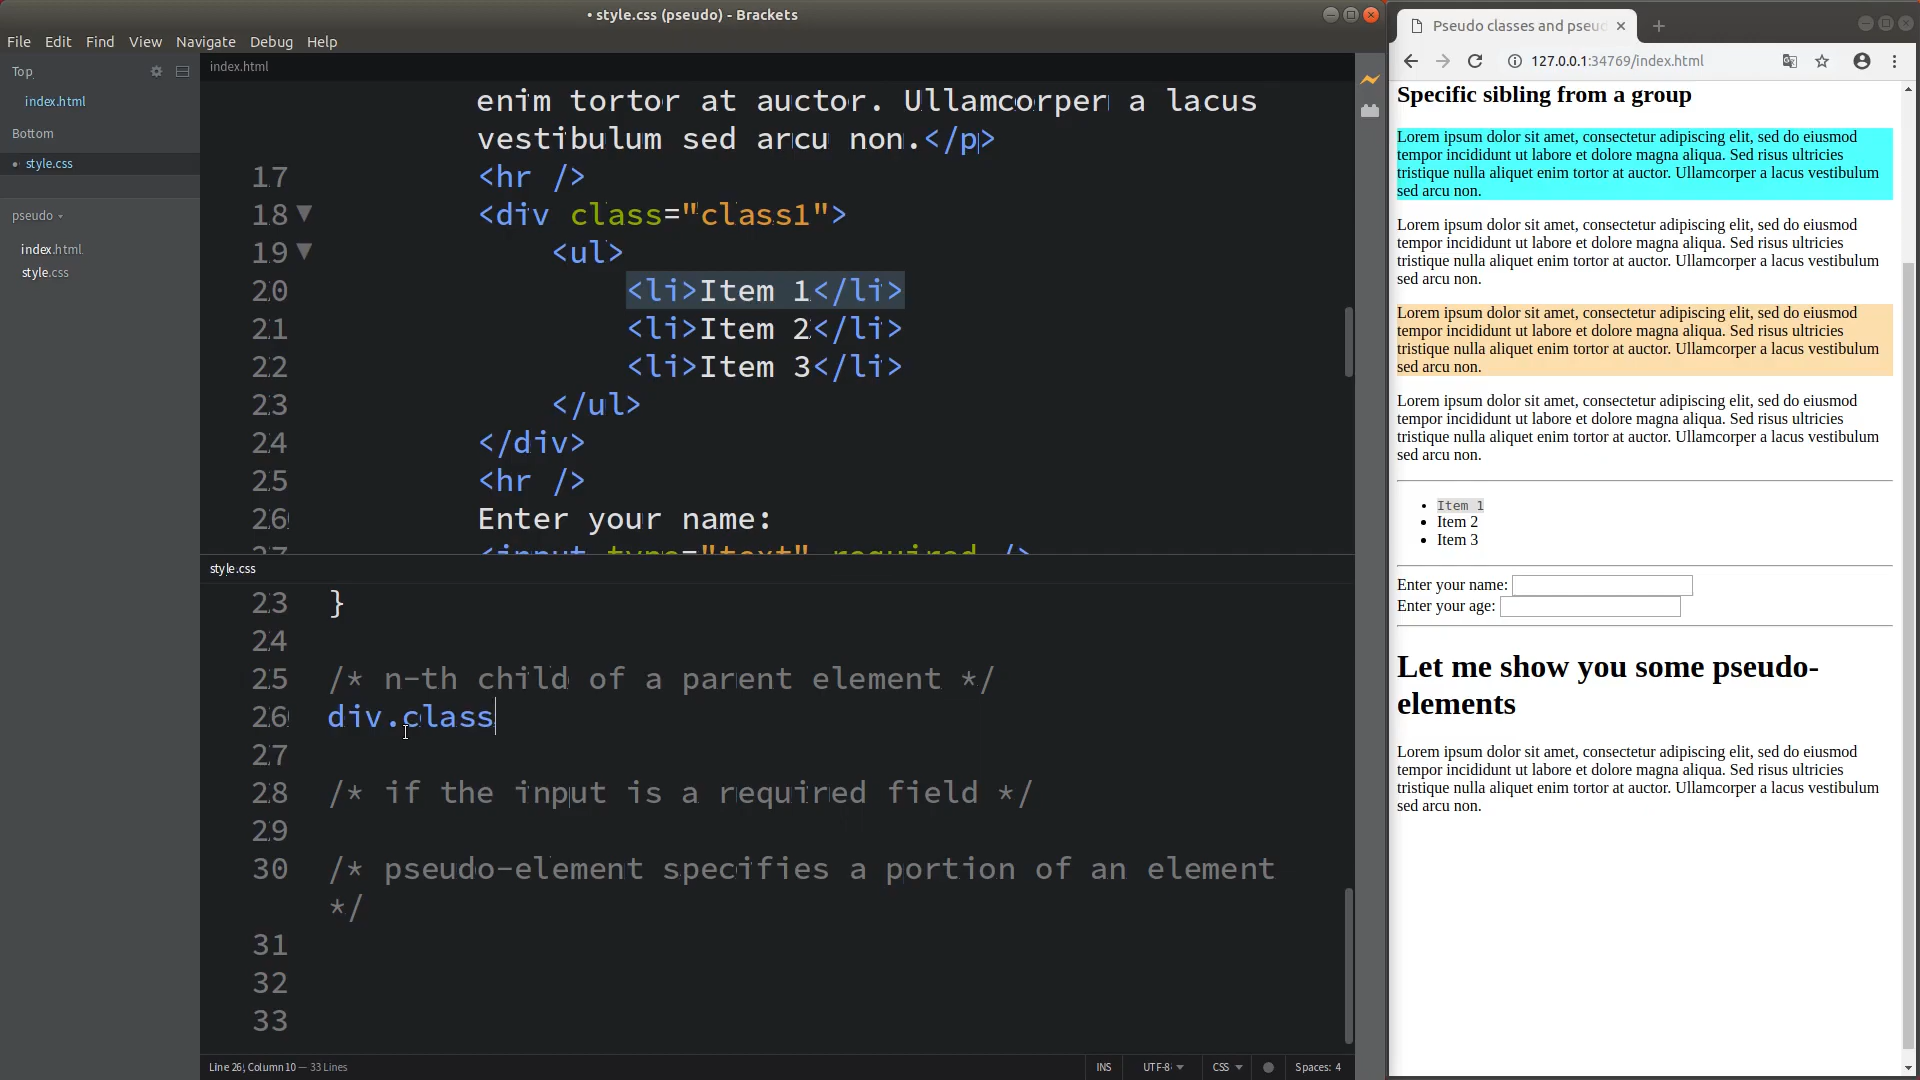 • style.css (pseudo) - Brackets
File Edit Find View Navigate Debug Help
Top
index.html
Bottom
• style.css
pseudo
index.html
style.css
index.html
enim tortor at auctor. Ullamcorper a lacus
vestibulum sed arcu non.</p>
17 <hr />
18 <div class="class1">
19 <ul>
20 <li>Item 1</li>
21 <li>Item 2</li>
22 <li>Item 3</li>
23 </ul>
24 </div>
25 <hr />
26 Enter your name:
27 <input type="text" required />
style.css
23 }
24
25 /* n-th child of a parent element */
26 div.class
27
28 /* if the input is a required field */
29
30 /* pseudo-element specifies a portion of an element
*/
31
32
33
Line 26, Column 10 — 33 Lines
INS UTF-8 CSS Spaces: 4
Pseudo classes and pseud
127.0.0.1:34769/index.html
Specific sibling from a group
Lorem ipsum dolor sit amet, consectetur adipiscing elit, sed do eiusmod
tempor incididunt ut labore et dolore magna aliqua. Sed risus ultricies
tristique nulla aliquet enim tortor at auctor. Ullamcorper a lacus vestibulum
sed arcu non.
Lorem ipsum dolor sit amet, consectetur adipiscing elit, sed do eiusmod
tempor incididunt ut labore et dolore magna aliqua. Sed risus ultricies
tristique nulla aliquet enim tortor at auctor. Ullamcorper a lacus vestibulum
sed arcu non.
Lorem ipsum dolor sit amet, consectetur adipiscing elit, sed do eiusmod
tempor incididunt ut labore et dolore magna aliqua. Sed risus ultricies
tristique nulla aliquet enim tortor at auctor. Ullamcorper a lacus vestibulum
sed arcu non.
Lorem ipsum dolor sit amet, consectetur adipiscing elit, sed do eiusmod
tempor incididunt ut labore et dolore magna aliqua. Sed risus ultricies
tristique nulla aliquet enim tortor at auctor. Ullamcorper a lacus vestibulum
sed arcu non.
• Item 1
• Item 2
• Item 3
Enter your name:
Enter your age:
Let me show you some pseudo-
elements
Lorem ipsum dolor sit amet, consectetur adipiscing elit, sed do eiusmod
tempor incididunt ut labore et dolore magna aliqua. Sed risus ultricies
tristique nulla aliquet enim tortor at auctor. Ullamcorper a lacus vestibulum
sed arcu non.